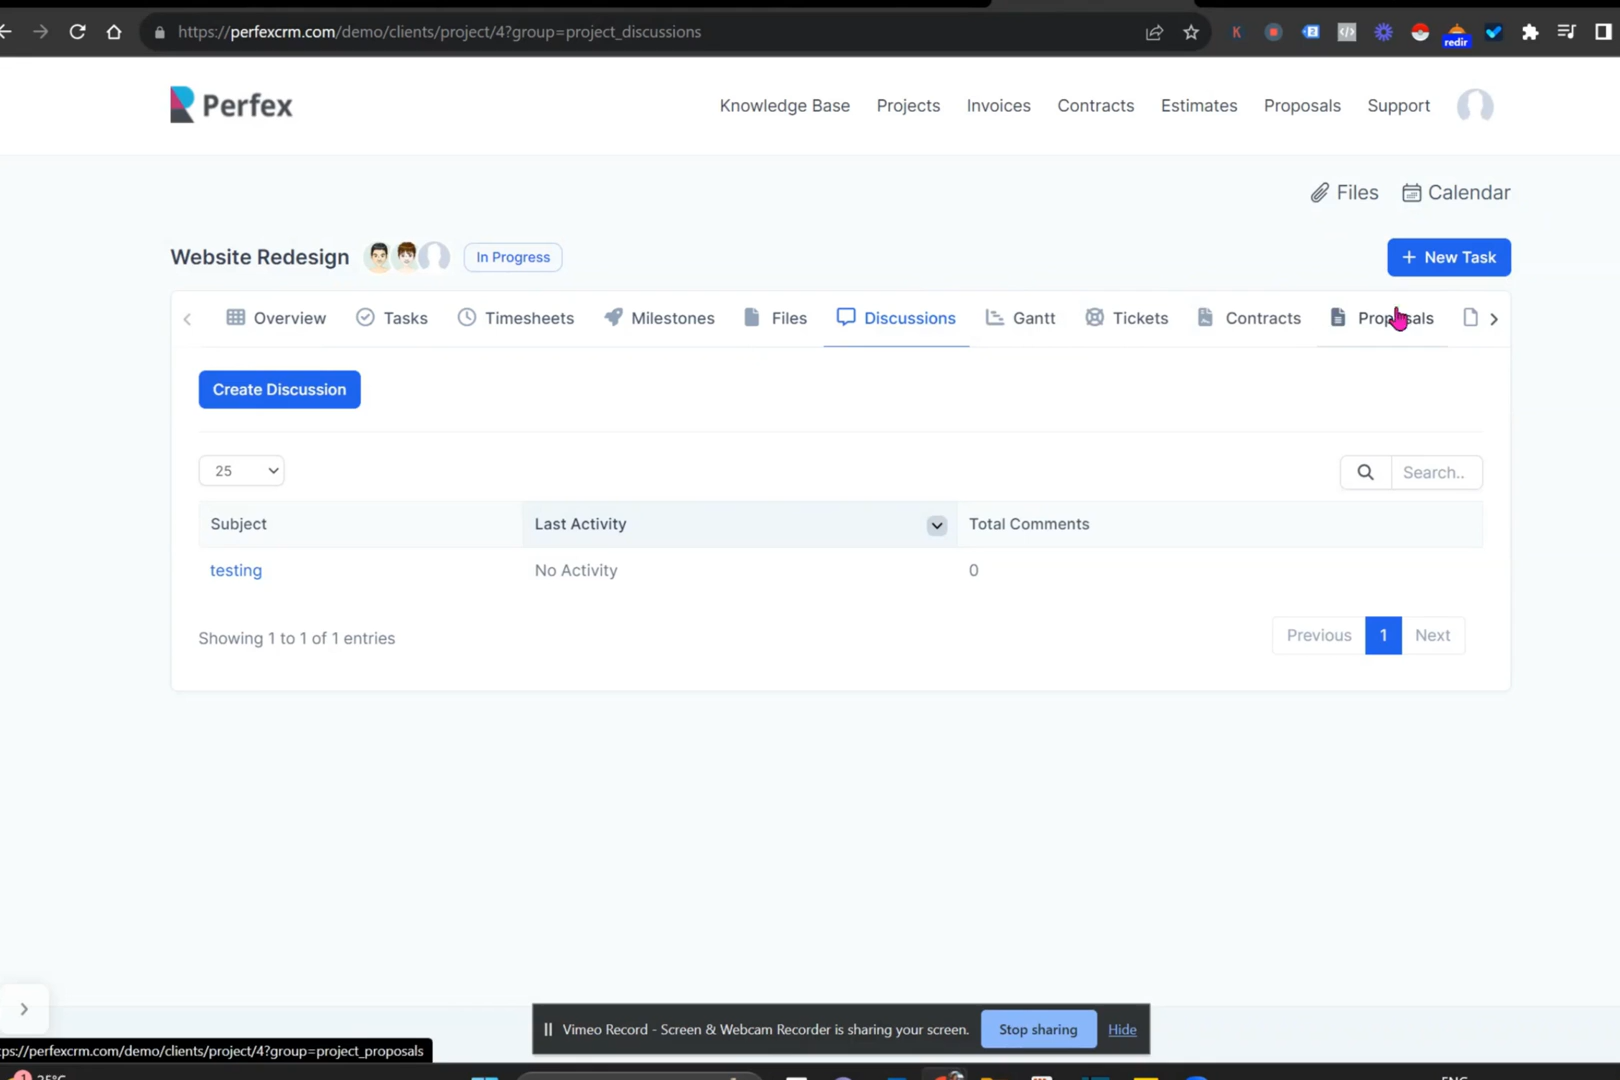 https://perfexcrm.com/demo/clients/project/4?group=project_discussions
redir
Perfex
Knowledge Base Projects Invoices Contracts Estimates Proposals Support
Files Calendar
Website Redesign In Progress + New Task
Overview Tasks Timesheets Milestones Files Discussions Gantt Tickets Contracts Proposals
Create Discussion
25 Search..
Subject Last Activity Total Comments
testing No Activity 0
Showing 1 to 1 of 1 entries Previous 1 Next
Vimeo Record - Screen & Webcam Recorder is sharing your screen. Stop sharing Hide
ps://perfexcrm.com/demo/clients/project/4?group=project_proposals